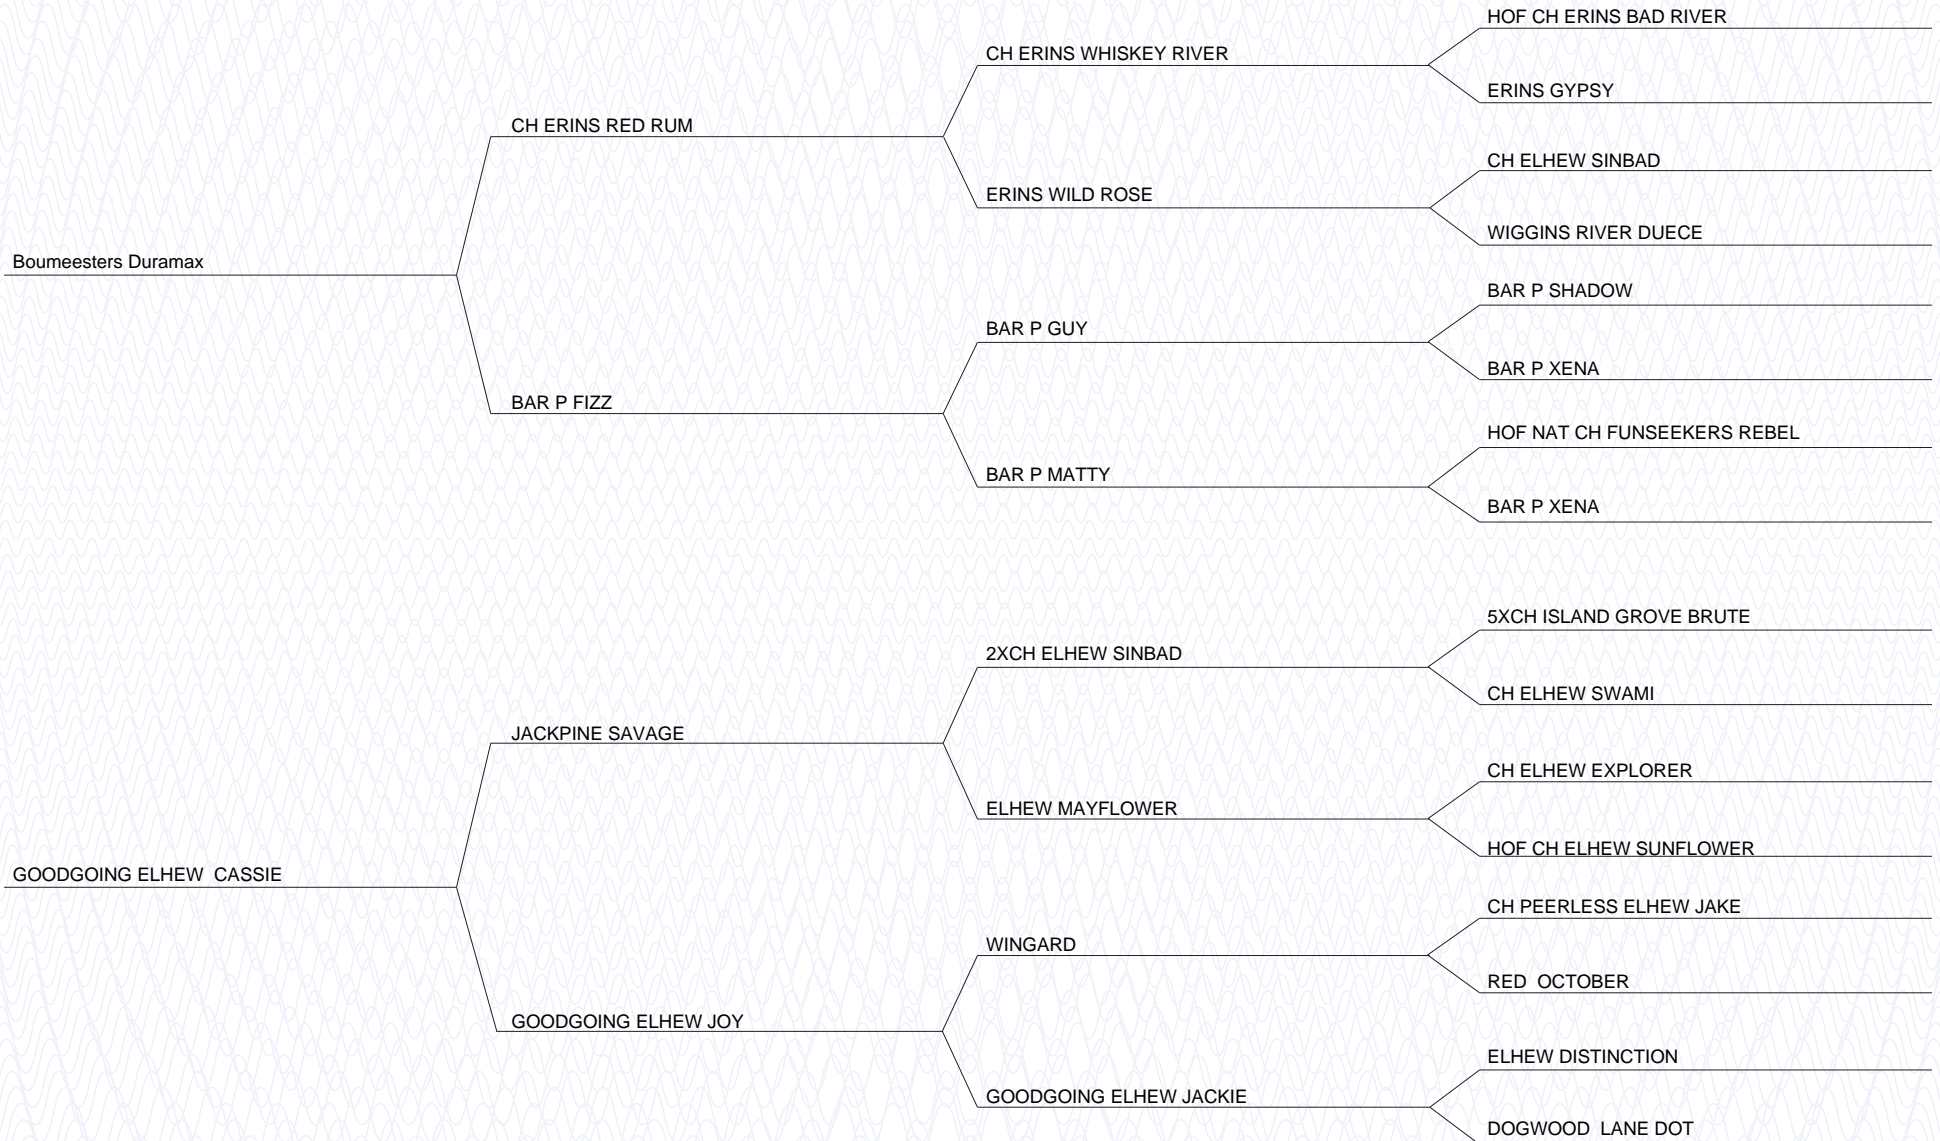 HOF CH ERINS BAD RIVER
CH ERINS WHISKEY RIVER
ERINS GYPSY
CH ERINS RED RUM
CH ELHEW SINBAD
ERINS WILD ROSE
WIGGINS RIVER DUECE
Boumeesters Duramax
BAR P SHADOW
BAR P GUY
BAR P XENA
BAR P FIZZ
HOF NAT CH FUNSEEKERS REBEL
BAR P MATTY
BAR P XENA
5XCH ISLAND GROVE BRUTE
2XCH ELHEW SINBAD
CH ELHEW SWAMI
JACKPINE SAVAGE
CH ELHEW EXPLORER
ELHEW MAYFLOWER
HOF CH ELHEW SUNFLOWER
GOODGOING ELHEW  CASSIE
CH PEERLESS ELHEW JAKE
WINGARD
RED  OCTOBER
GOODGOING ELHEW JOY
ELHEW DISTINCTION
GOODGOING ELHEW JACKIE
DOGWOOD  LANE DOT